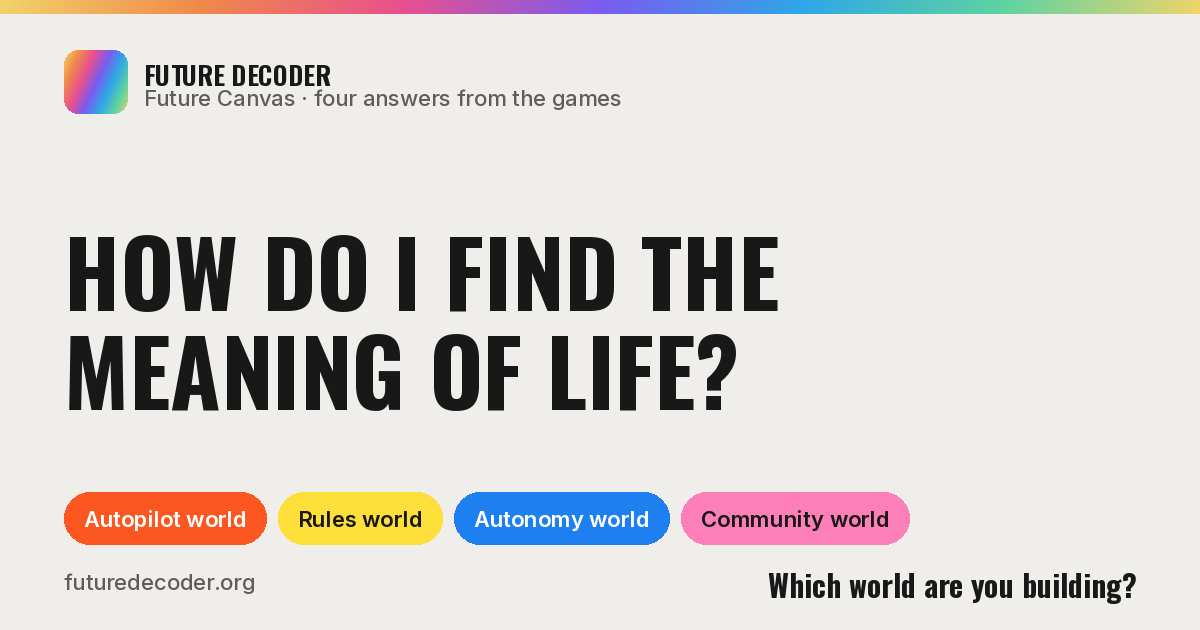 FUTURE DECODER
Future Canvas · four answers from the games
HOW DO I FIND THE
MEANING OF LIFE?
Autopilot world
Rules world
Autonomy world
Community world
futuredecoder.org
Which world are you building?